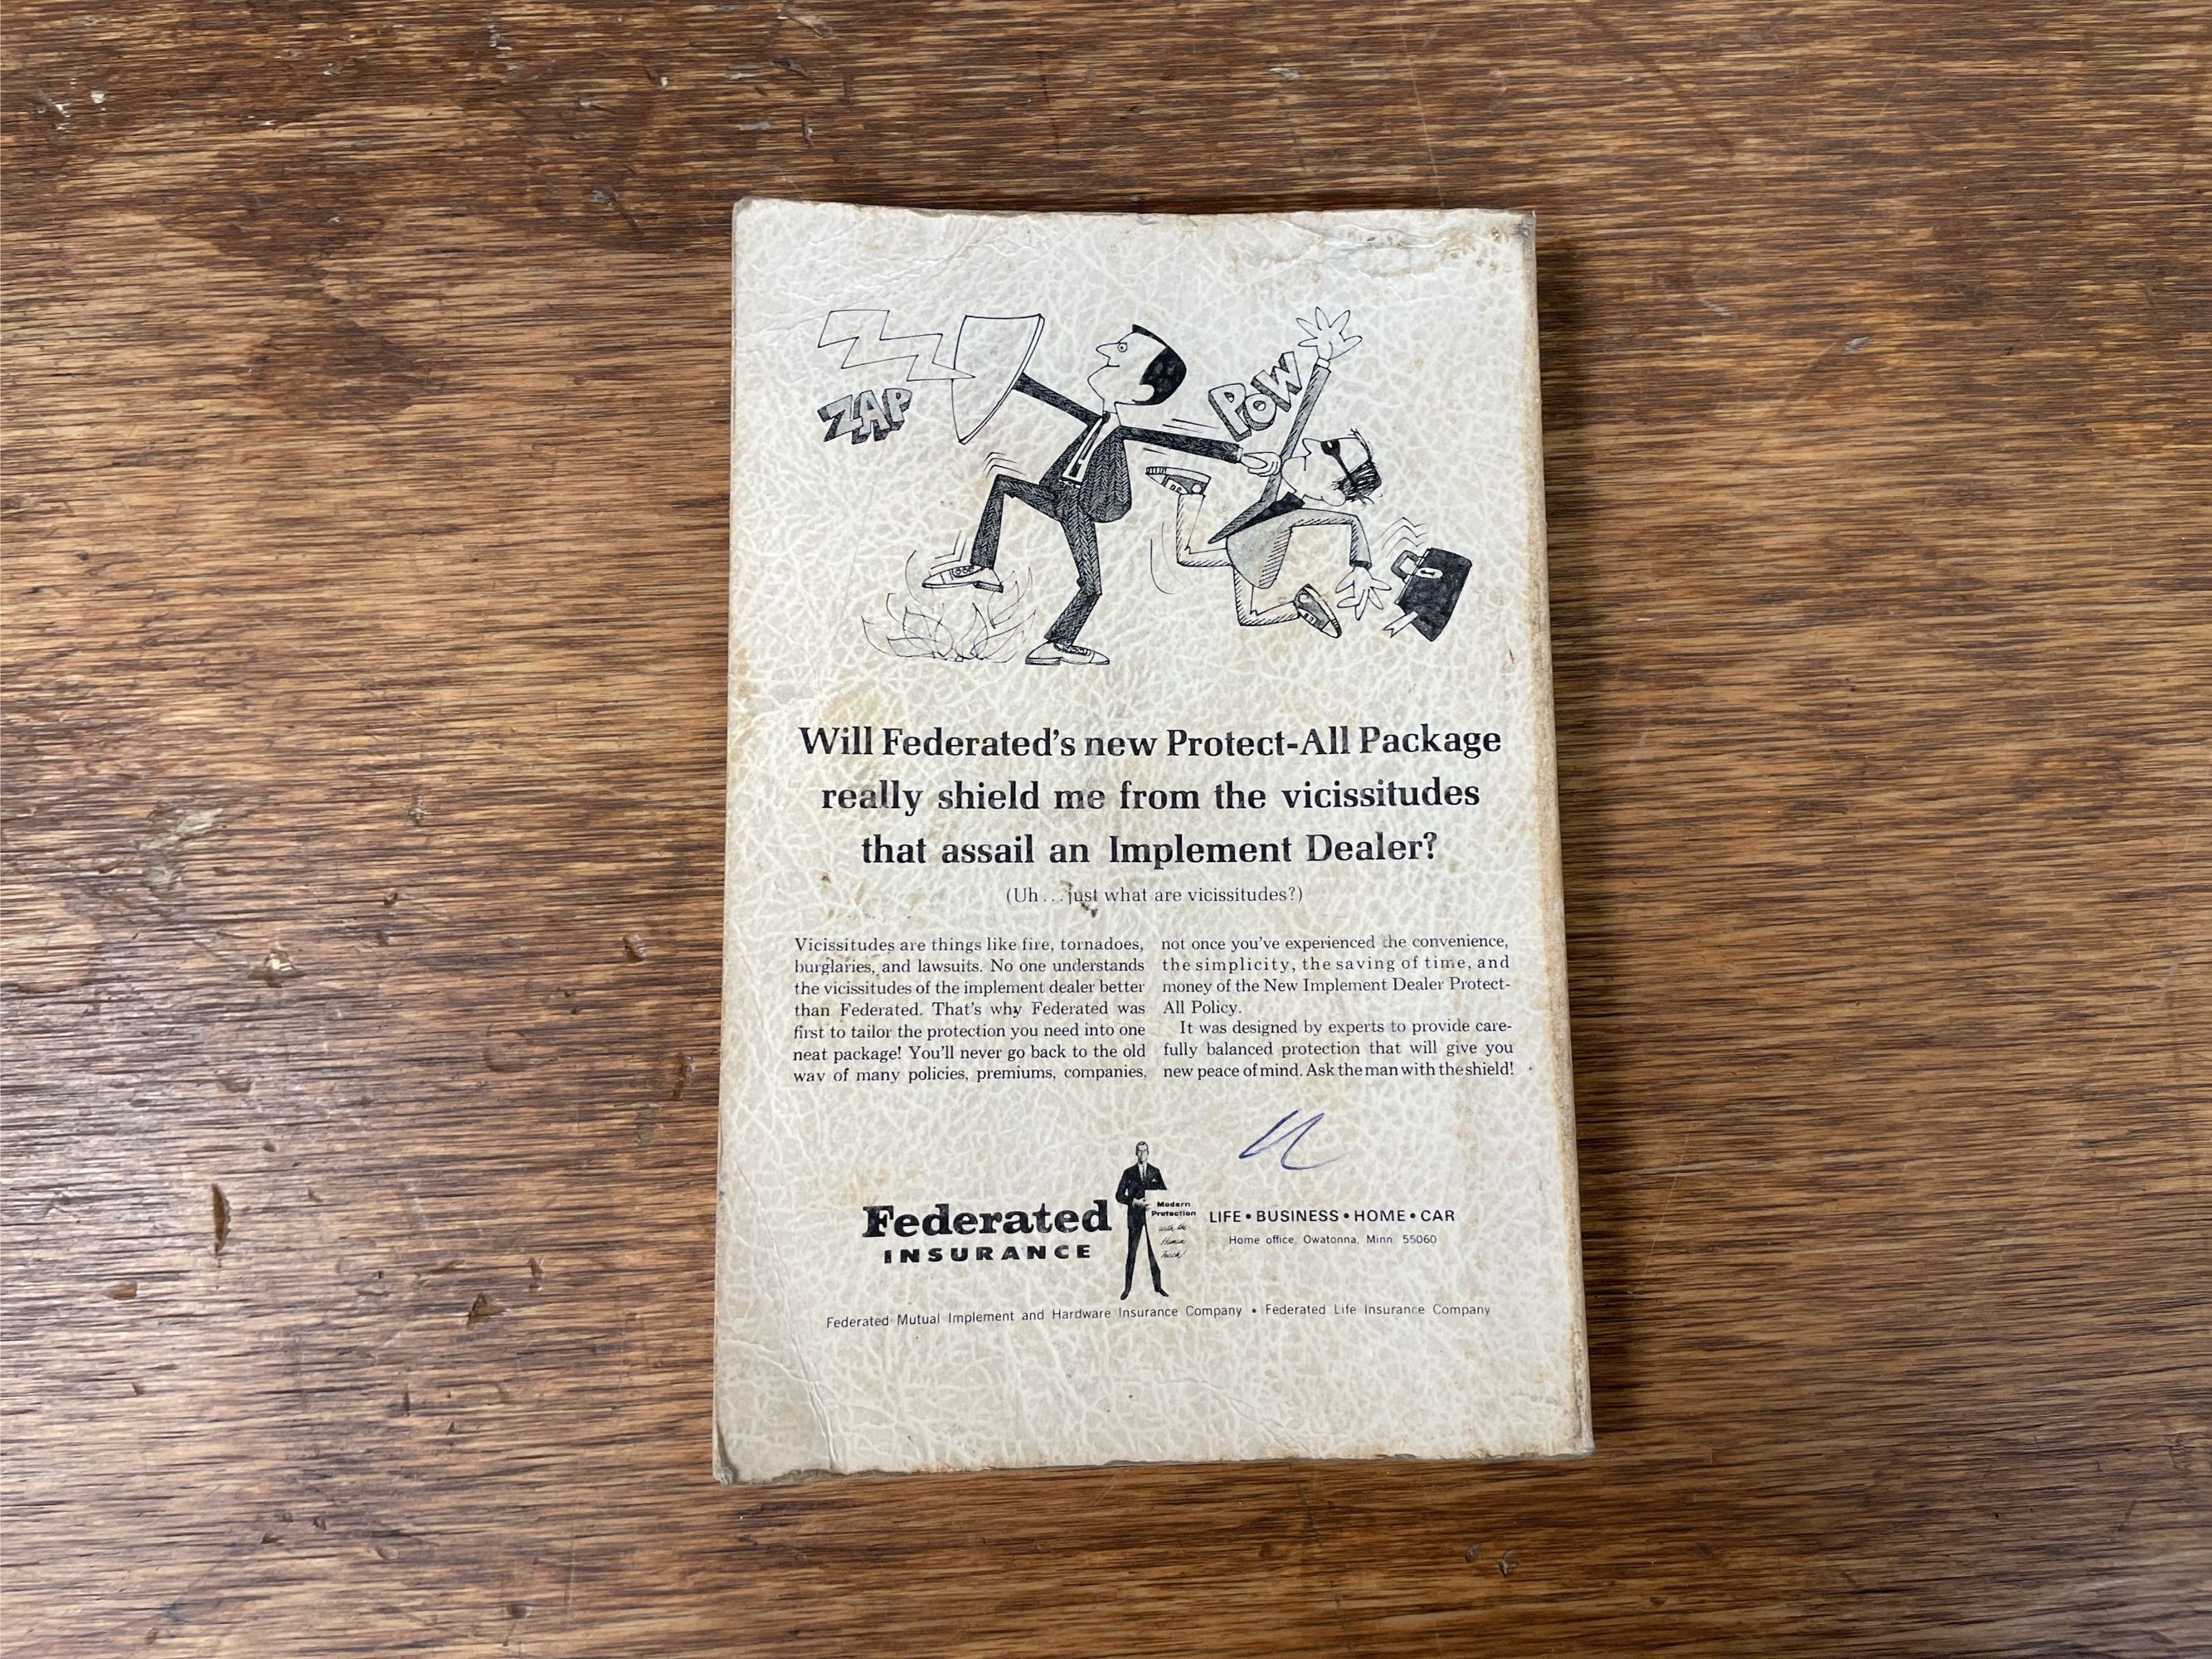 ZAP
POW
Will Federated's new Protect-All Package
really shield me from the vicissitudes
that assail an Implement Dealer?
(Uh... just what are vicissitudes?)
Vicissitudes are things like fire, tornadoes,
burglaries, and lawsuits. No one understands
the vicissitudes of the implement dealer better
than Federated. That's why Federated was
first to tailor the protection you need into one
neat package! You'll never go back to the old
way of many policies, premiums, companies,
not once you've experienced the convenience,
the simplicity, the saving of time, and
money of the New Implement Dealer Protect-
All Policy.
It was designed by experts to provide care-
fully balanced protection that will give you
new peace of mind. Ask the man with the shield!
Federated
INSURANCE
Modern
Protection
with the
Human
touch!
LIFE • BUSINESS • HOME • CAR
Home office, Owatonna, Minn. 55060
Federated Mutual Implement and Hardware Insurance Company • Federated Life Insurance Company